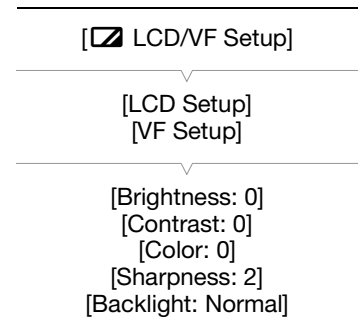 [LCD/VF Setup]
[LCD Setup]
[VF Setup]
[Brightness: 0]
[Contrast: 0]
[Color: 0]
[Sharpness: 2]
[Backlight: Normal]